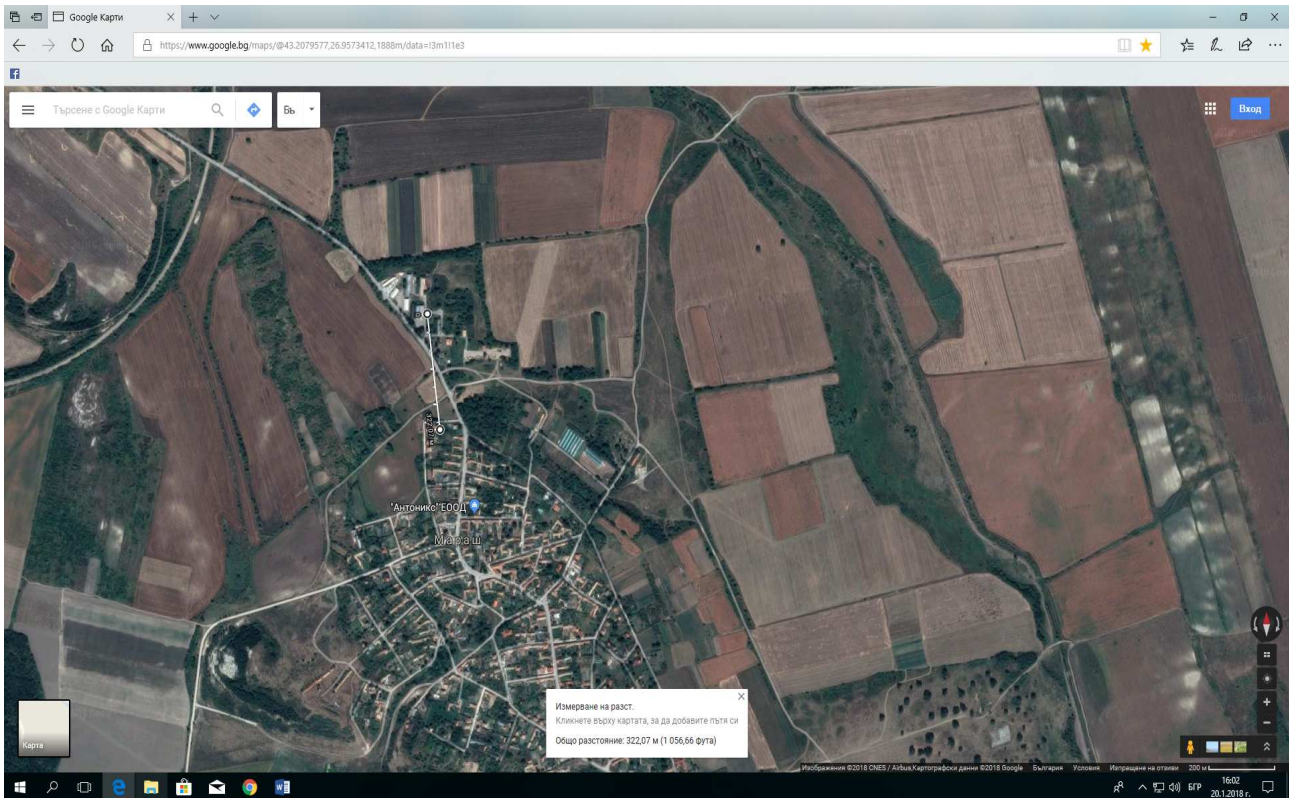 Google Карти
https://www.google.bg/maps/@43.2079577,26.9573412,1888m/data=!3m1!1e3
Търсене с Google Карти
Бь
Вход
"Антоникс" ЕООД
Мараш
Измерване на разст.
Кликнете върху картата, за да добавите пътя си
Общо разстояние: 322,07 м (1 056,66 фута)
Карта
Изображения ©2018 CNES / Airbus,Картографски данни ©2018 Google България Условия Изпращане на отзиви 200 м
БГР
16:02
20.1.2018 г.